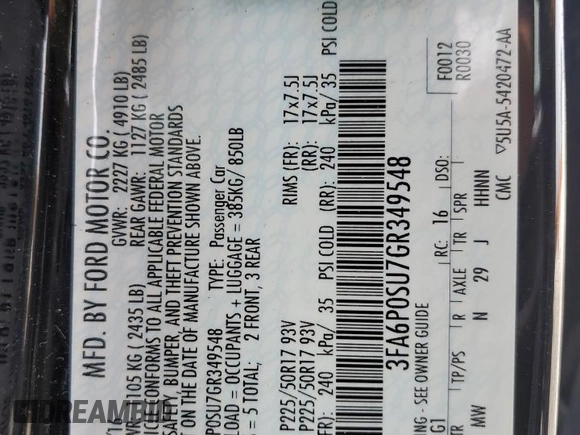 MFD. BY FORD MOTOR CO.
GVWR: 2227 KG ( 4910 LB)
1105 KG ( 2435 LB) REAR GAWR: 1127 KG ( 2485 LB)
CONFORMS TO ALL APPLICABLE FEDERAL MOTOR
BUMPER, AND THEFT PREVENTION STANDARDS
ON THE DATE OF MANUFACTURE SHOWN ABOVE.
P0SU7GR349548 TYPE: Passenger Car
LOAD = OCCUPANTS + LUGGAGE = 385KG/ 850LB
= 5 TOTAL: 2 FRONT, 3 REAR
P225/50R17 93V RIMS (FR): 17x7.5J
P225/50R17 93V (RR): 17x7.5J
240 kPa/ 35 PSI COLD (RR): 240 kPa/ 35 PSI COLD
3FA6P0SU7GR349548
- SEE OWNER GUIDE
G1 RC: 16 DSO: F0012
R0030
TR TP/PS R AXLE TR SPR
MW N 29 J HHNN
CMC ▽5U5A-5420472-AA
DREAMBID